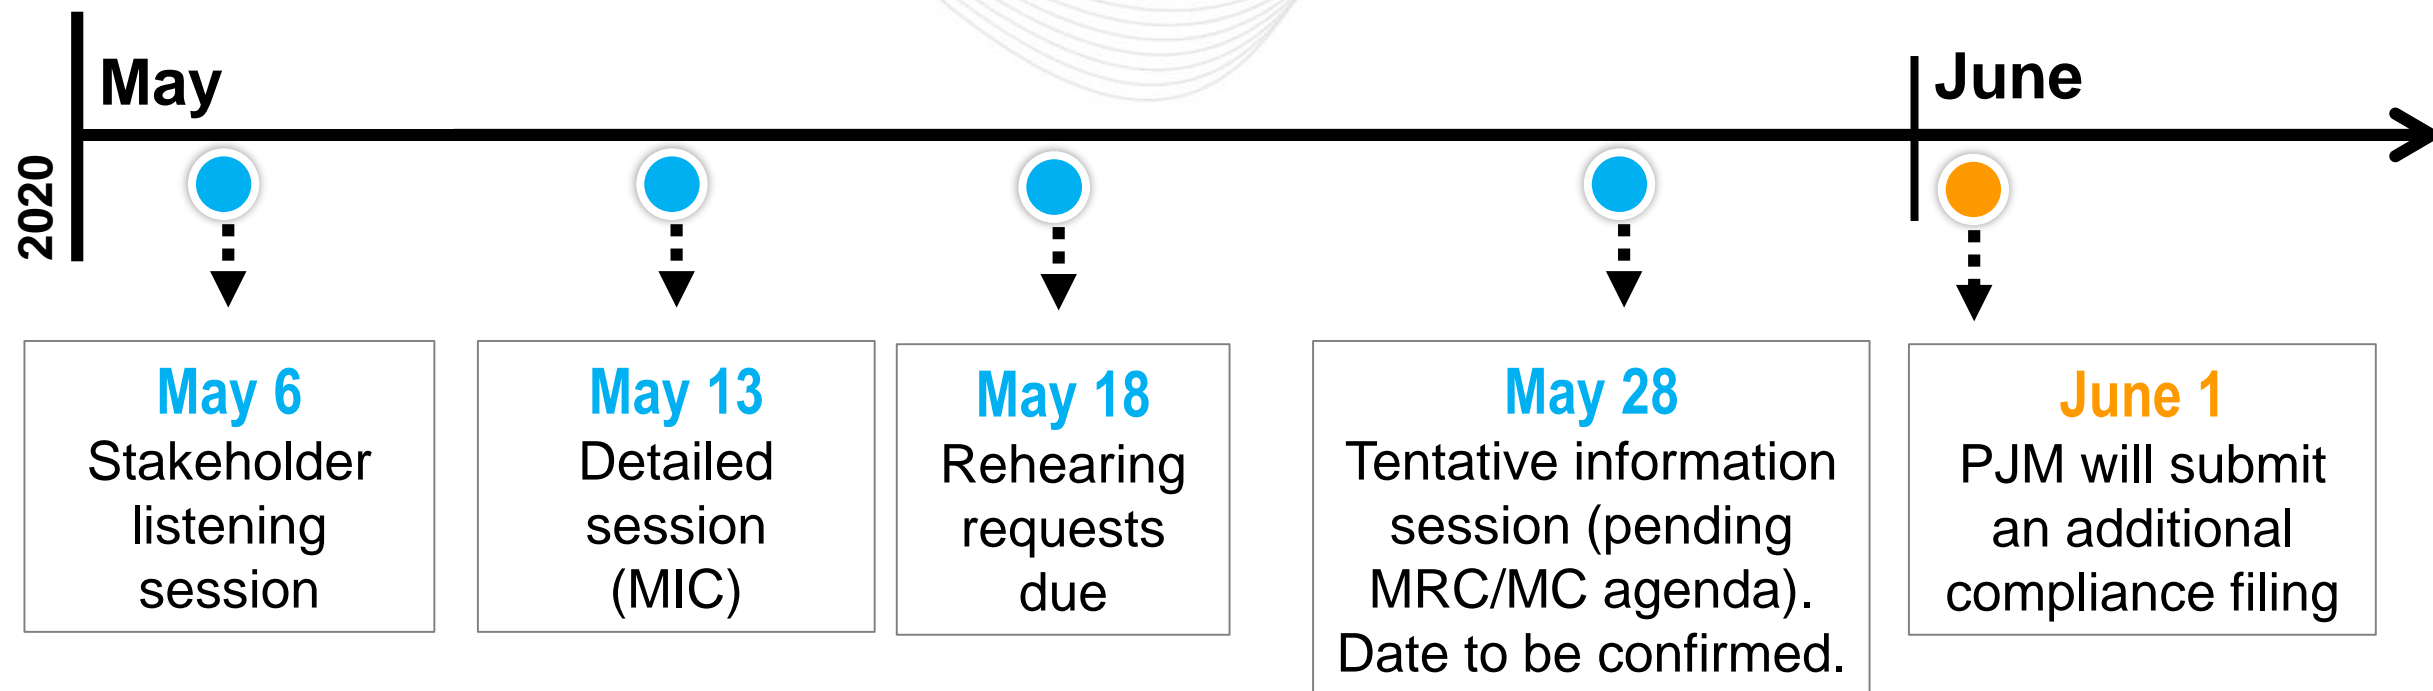 May
June
2020
May 6
Stakeholder
listening
session
May 13
Detailed
session
(MIC)
May 18
Rehearing
requests
due
May 28
Tentative information
session (pending
MRC/MC agenda).
Date to be confirmed.
June 1
PJM will submit
an additional
compliance filing